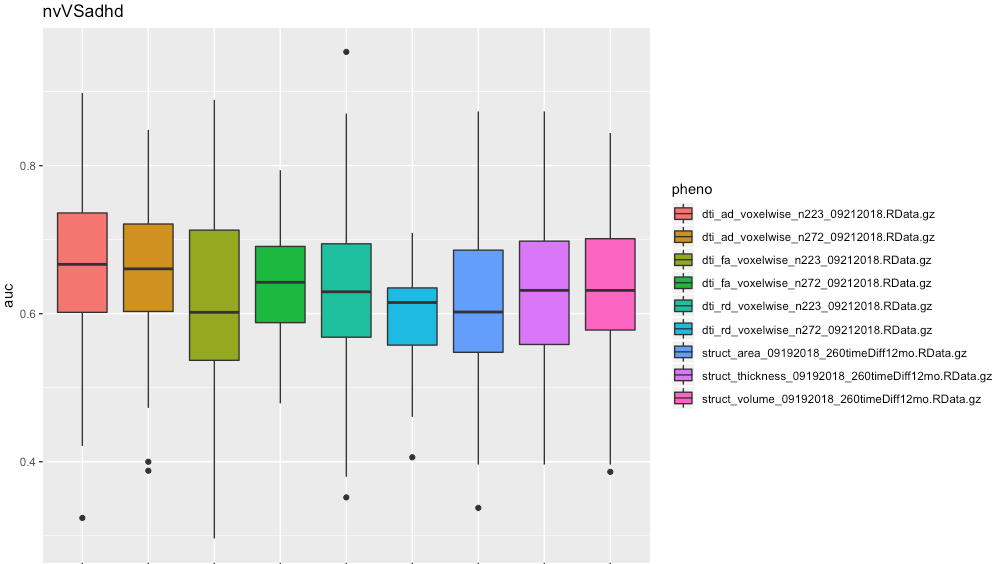 nvVSadhd
auc
0.8
0.6
0.4
pheno
dti_ad_voxelwise_n223_09212018.RData.gz
dti_ad_voxelwise_n272_09212018.RData.gz
dti_fa_voxelwise_n223_09212018.RData.gz
dti_fa_voxelwise_n272_09212018.RData.gz
dti_rd_voxelwise_n223_09212018.RData.gz
dti_rd_voxelwise_n272_09212018.RData.gz
struct_area_09192018_260timeDiff12mo.RData.gz
struct_thickness_09192018_260timeDiff12mo.RData.gz
struct_volume_09192018_260timeDiff12mo.RData.gz